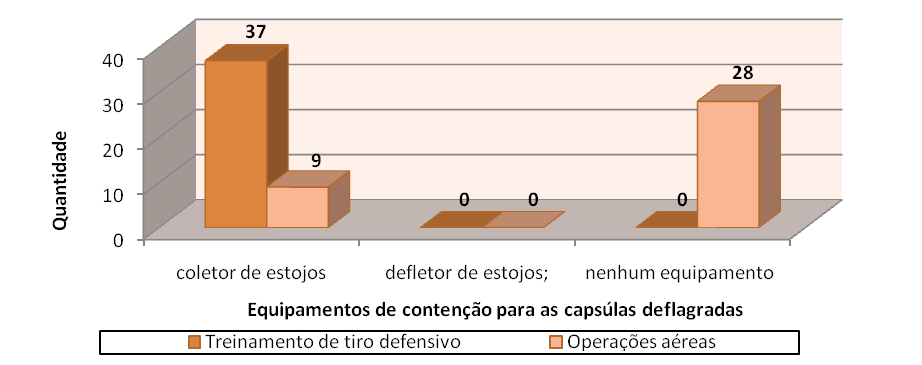 37
9
0
0
0
28
Quantidade
40
30
20
10
0
coletor de estojos
defletor de estojos;
nenhum equipamento
Equipamentos de contenção para as capsúlas deflagradas
Treinamento de tiro defensivo
Operações aéreas